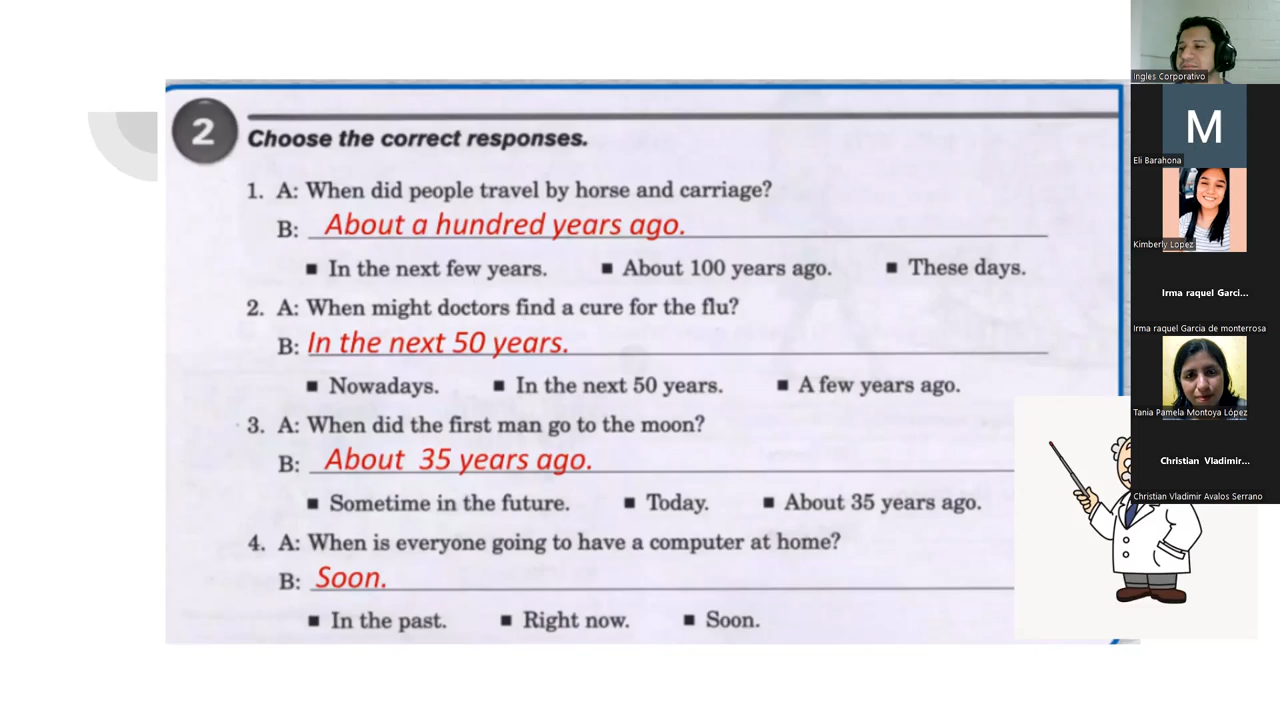 2
Choose the correct responses.
1. A: When did people travel by horse and carriage?
B: About a hundred years ago.
■ In the next few years. ■ About 100 years ago. ■ These days.
2. A: When might doctors find a cure for the flu?
B: In the next 50 years.
■ Nowadays. ■ In the next 50 years. ■ A few years ago.
3. A: When did the first man go to the moon?
B: About 35 years ago.
■ Sometime in the future. ■ Today. ■ About 35 years ago.
4. A: When is everyone going to have a computer at home?
B: Soon.
■ In the past. ■ Right now. ■ Soon.
Ingles Corporativo
M
Eli Barahona
Kimberly Lopez
Irma raquel Garci...
Irma raquel Garcia de monterrosa
Tania Pamela Montoya López
Christian Vladimir...
Christian Vladimir Avalos Serrano